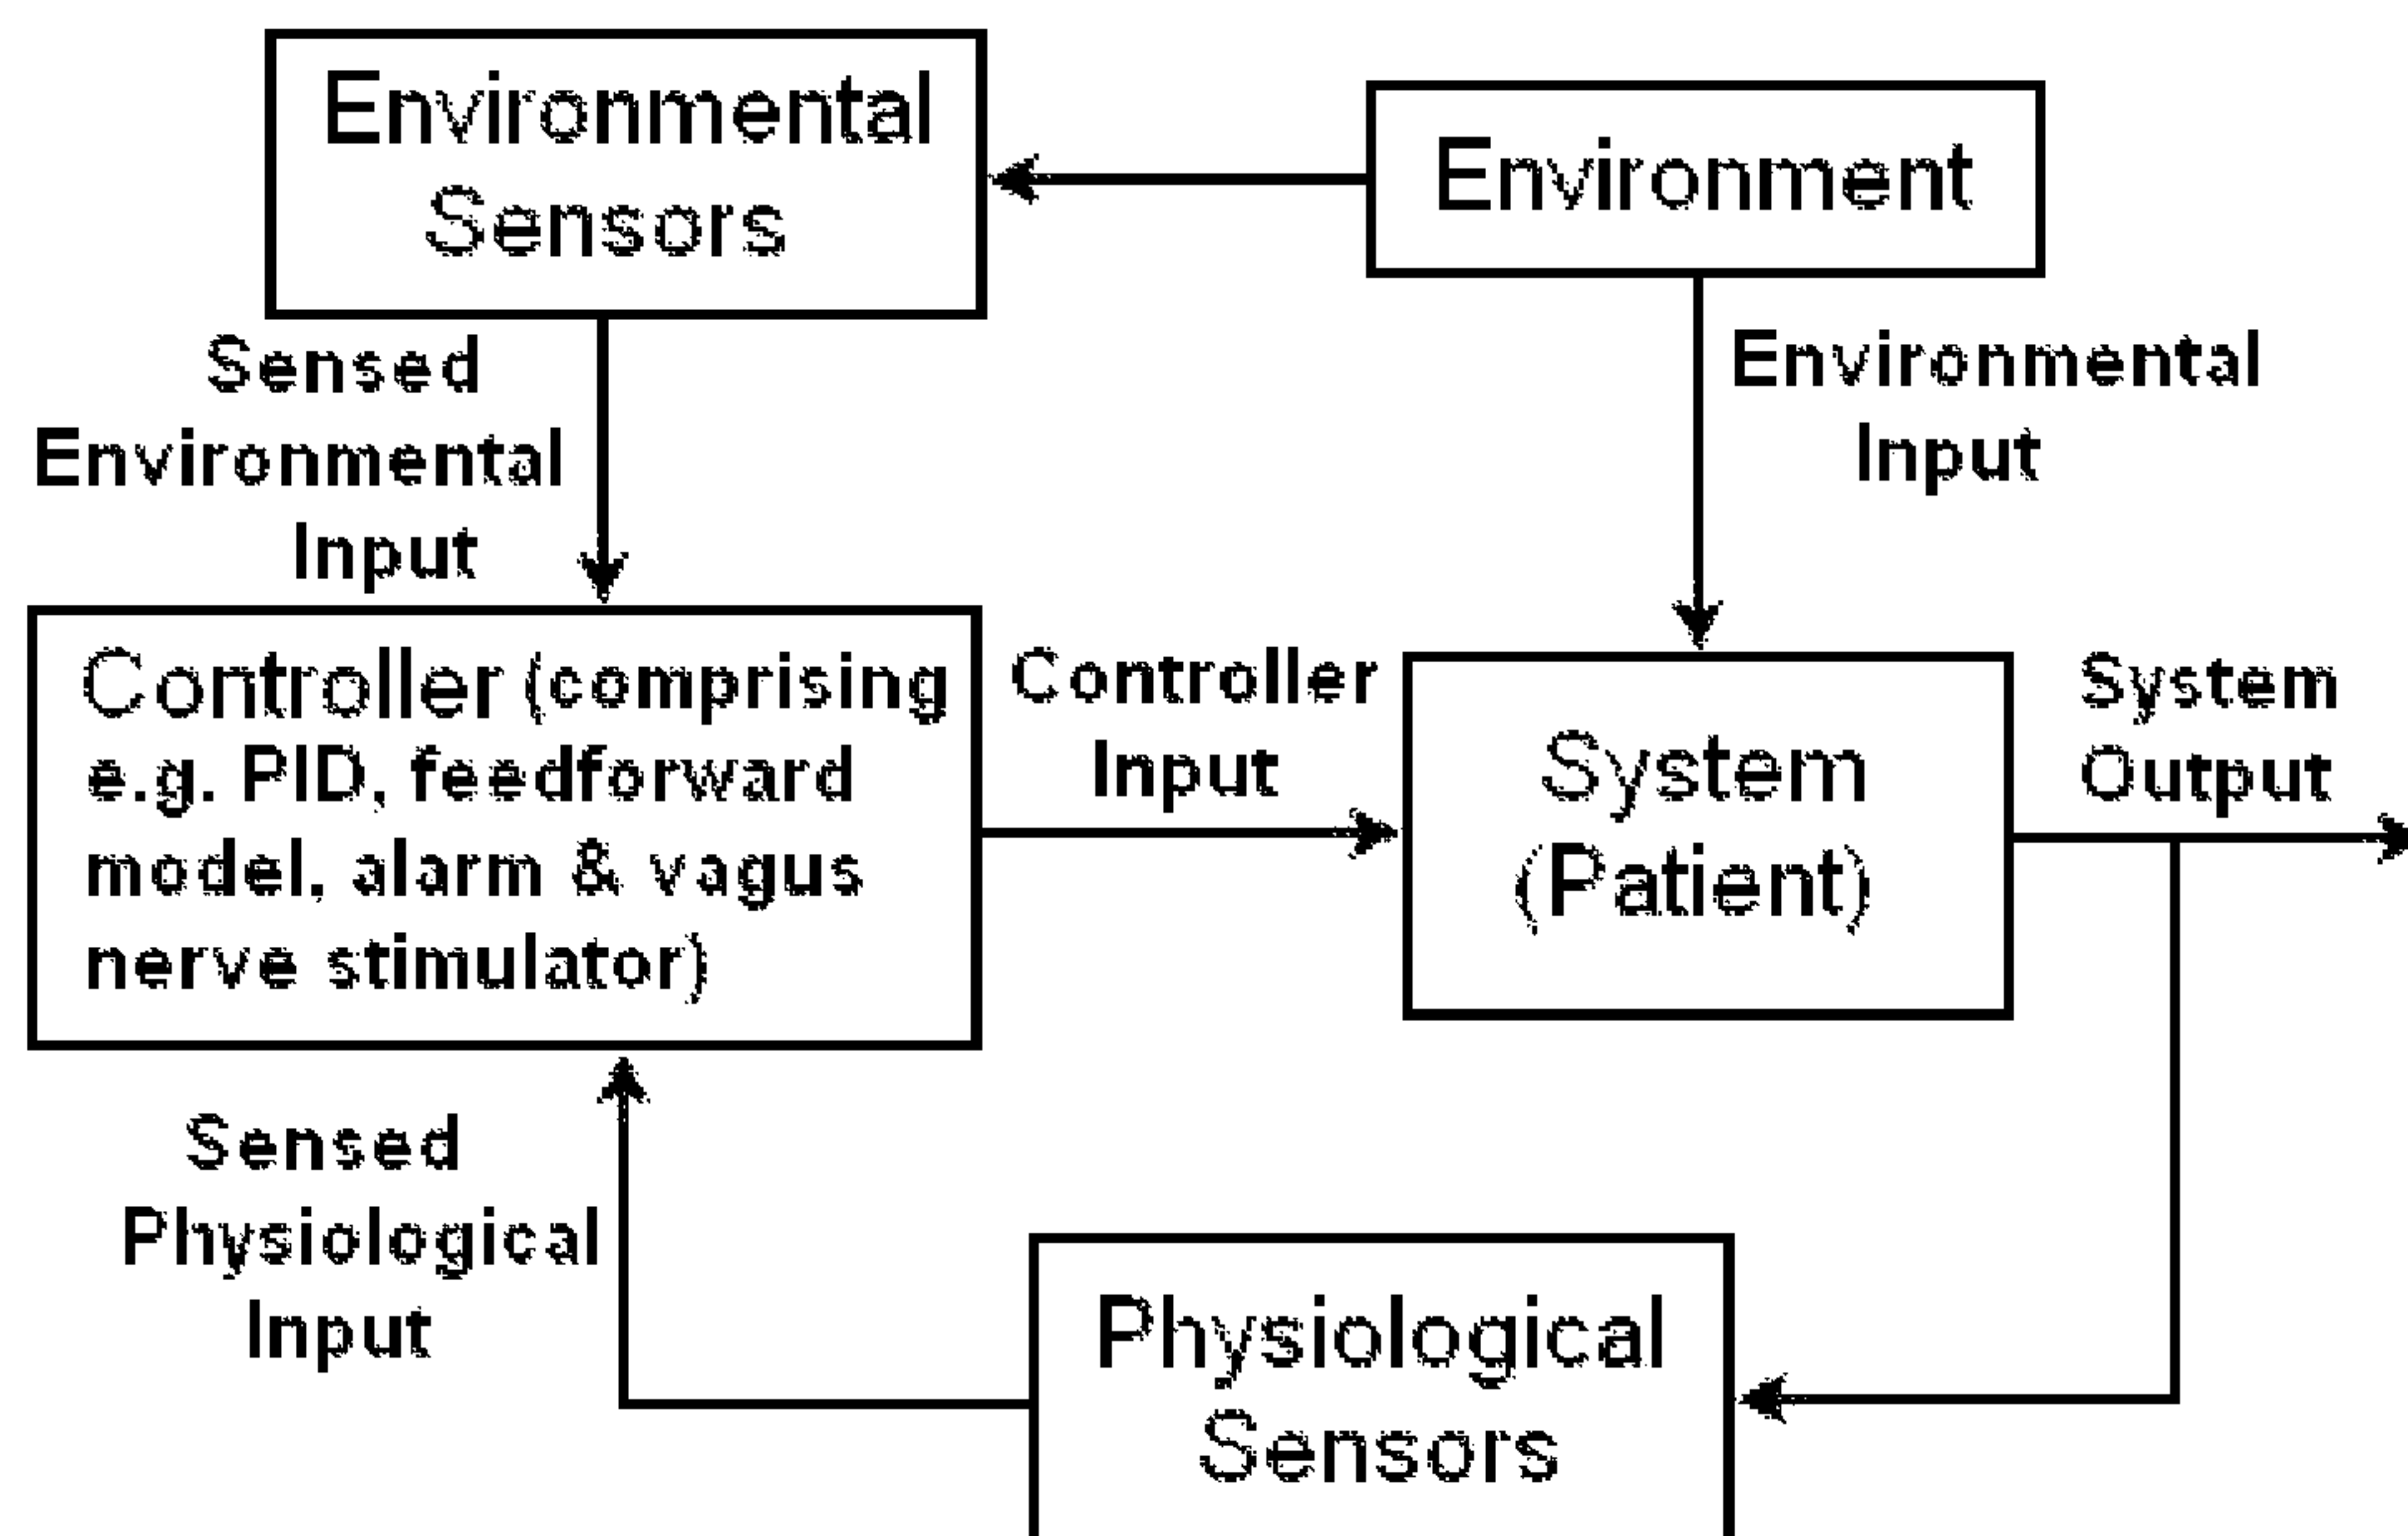 Environmental
Sensors
Environment
Sensed
Environmental
Input
Environmental
Input
Controller (comprising
e.g. PID, feedforward
model, alarm & vagus
nerve stimulator)
Controller
Input
System
(Patient)
System
Output
Sensed
Physiological
Input
Physiological
Sensors